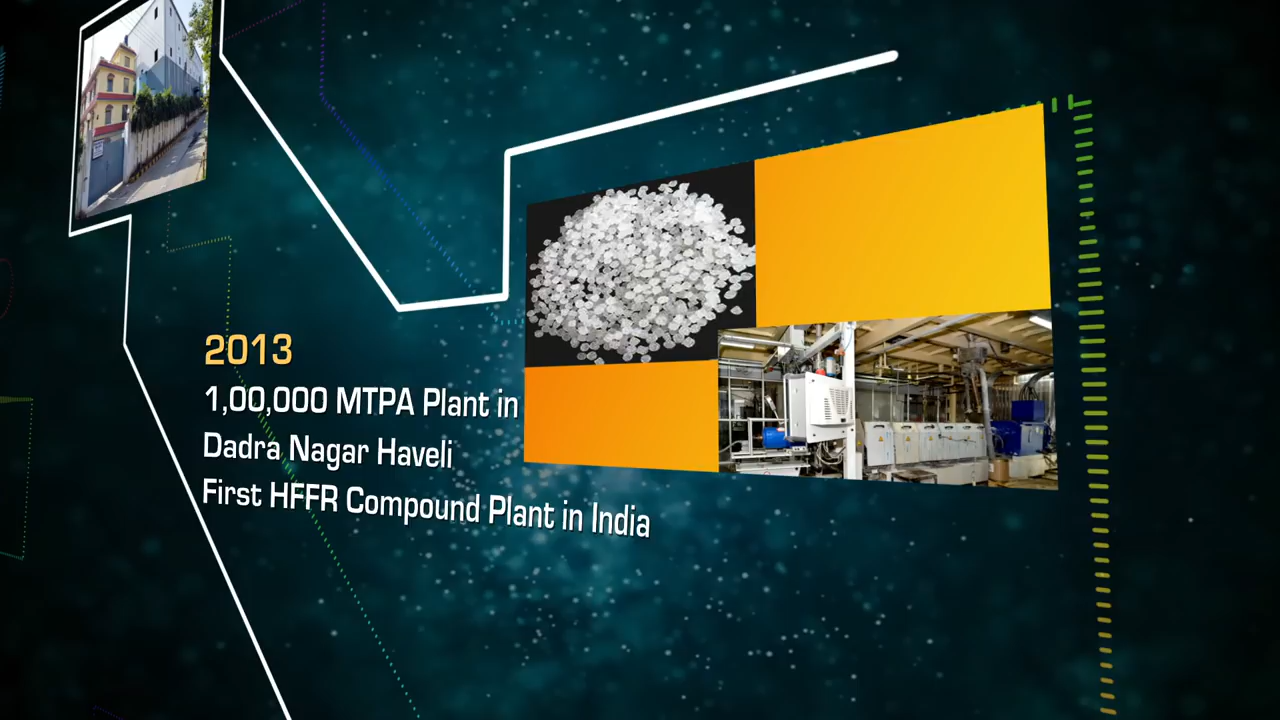 2013
1,00,000 MTPA Plant in
Dadra Nagar Haveli
First HFFR Compound Plant in India